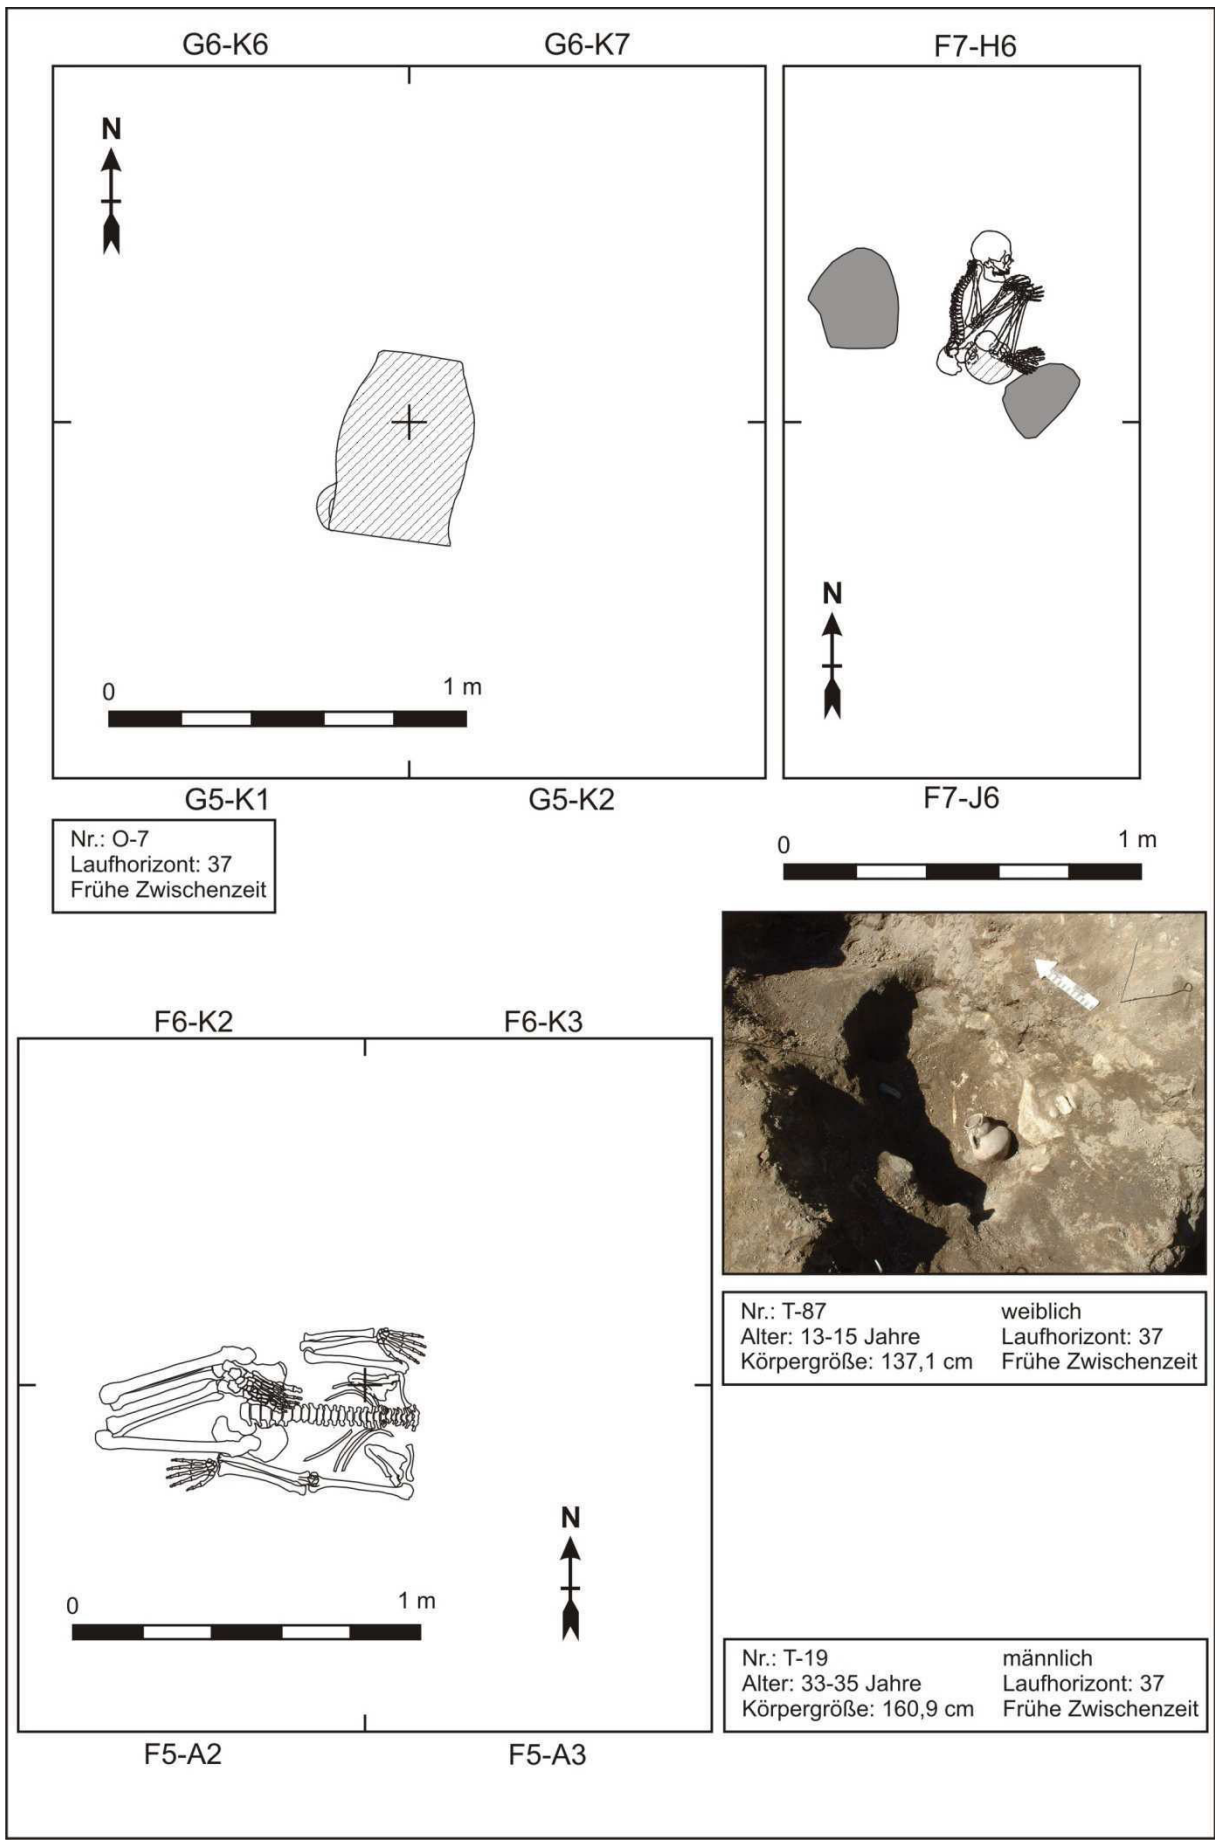 G6-K6
G6-K7
F7-H6
N
0
1 m
G5-K1
G5-K2
N
F7-J6
Nr.: O-7
Laufhorizont: 37
Frühe Zwischenzeit
0
1 m
F6-K2
F6-K3
Nr.: T-87 weiblich
Alter: 13-15 Jahre Laufhorizont: 37
Körpergröße: 137,1 cm Frühe Zwischenzeit
N
0
1 m
Nr.: T-19 männlich
Alter: 33-35 Jahre Laufhorizont: 37
Körpergröße: 160,9 cm Frühe Zwischenzeit
F5-A2
F5-A3